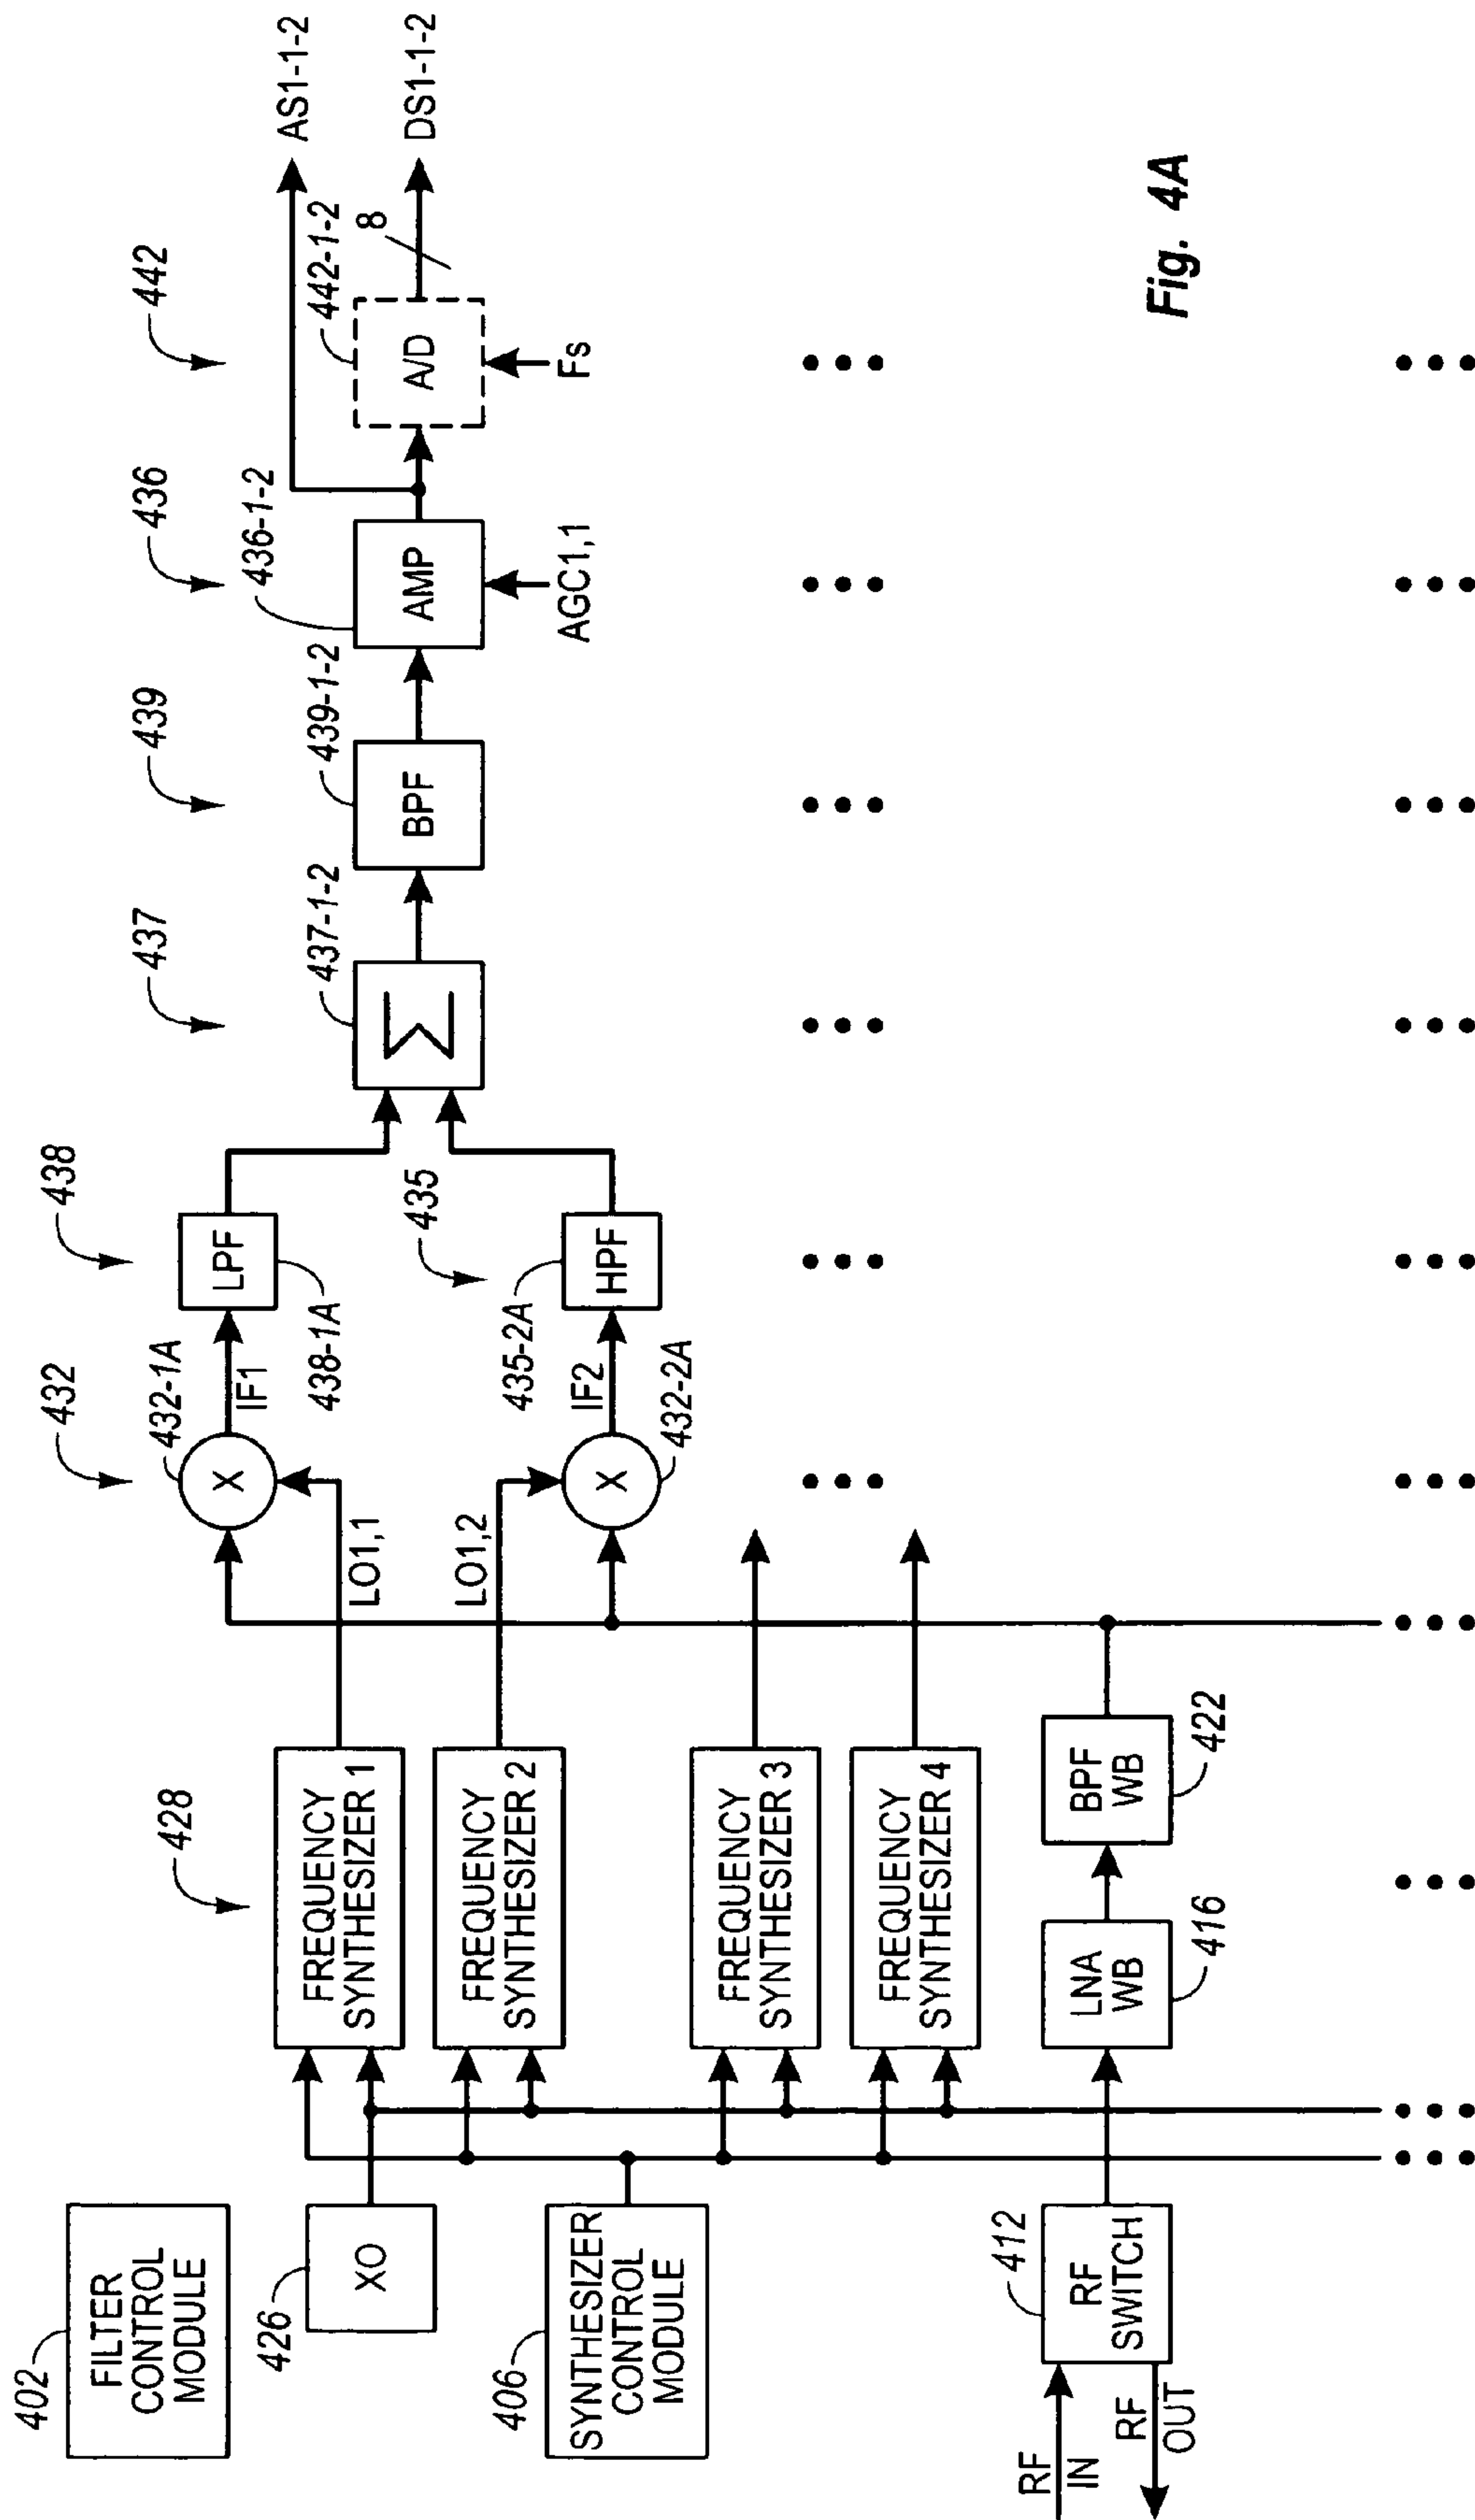 402
FILTER
CONTROL
MODULE
426
XO
406
SYNTHESIZER
CONTROL
MODULE
RF
IN
RF
OUT
412
RF
SWITCH
428
FREQUENCY
SYNTHESIZER 1
FREQUENCY
SYNTHESIZER 2
FREQUENCY
SYNTHESIZER 3
FREQUENCY
SYNTHESIZER 4
LNA
WB
416
BPF
WB
422
LO1,1
LO1,2
432
432-1A
X
IF1
X
IF2
432-2A
438
LPF
438-1A
435
435-2A
HPF
437
437-1-2
Σ
439
439-1-2
BPF
436
436-1-2
AMP
AGC1,1
442
442-1-2
A/D
Fs
8
AS1-1-2
DS1-1-2
Fig. 4A